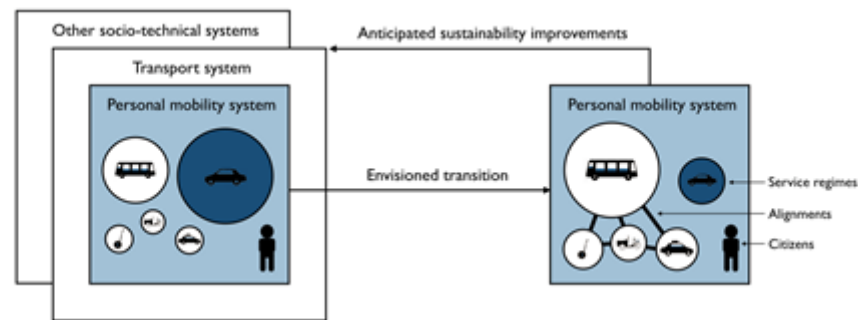 Other socio-technical systems
Anticipated sustainability improvements
Transport system
Personal mobility system
Personal mobility system
Envisioned transition
Service regimes
Alignments
Citizens